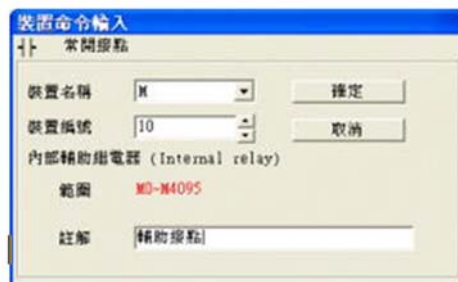 裝置命令輸入
常開接點
裝置名稱 M 確定
裝置編號 10 取消
內部輔助繼電器 (Internal relay)
範圍 M0~M4095
註解 輔助接點